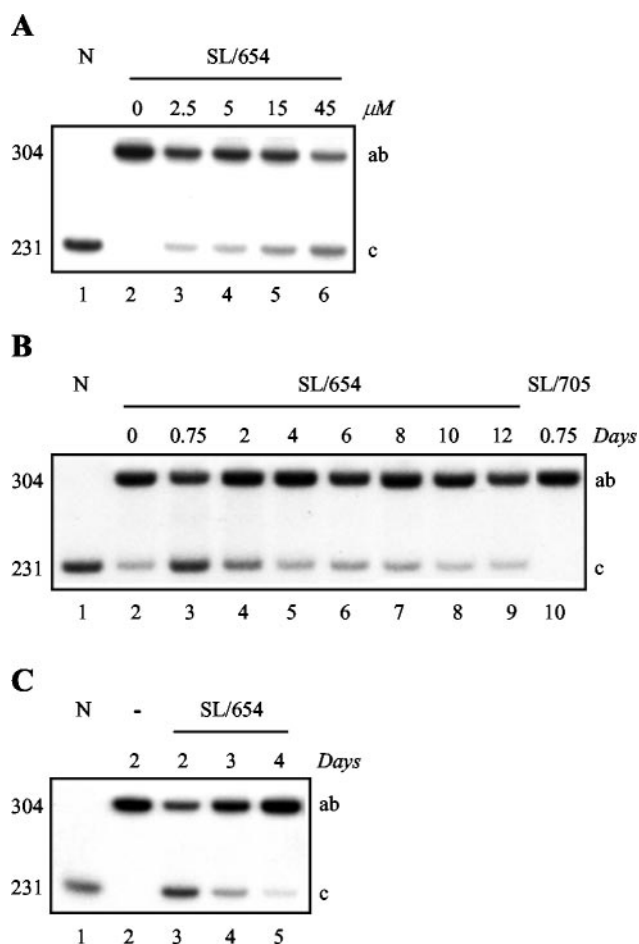 A
N SL/654
0 2.5 5 15 45 μM
304 ab
231 c
1 2 3 4 5 6
B
N SL/654 SL/705
0 0.75 2 4 6 8 10 12 0.75 Days
304 ab
231 c
1 2 3 4 5 6 7 8 9 10
C
N - SL/654
2 2 3 4 Days
304 ab
231 c
1 2 3 4 5